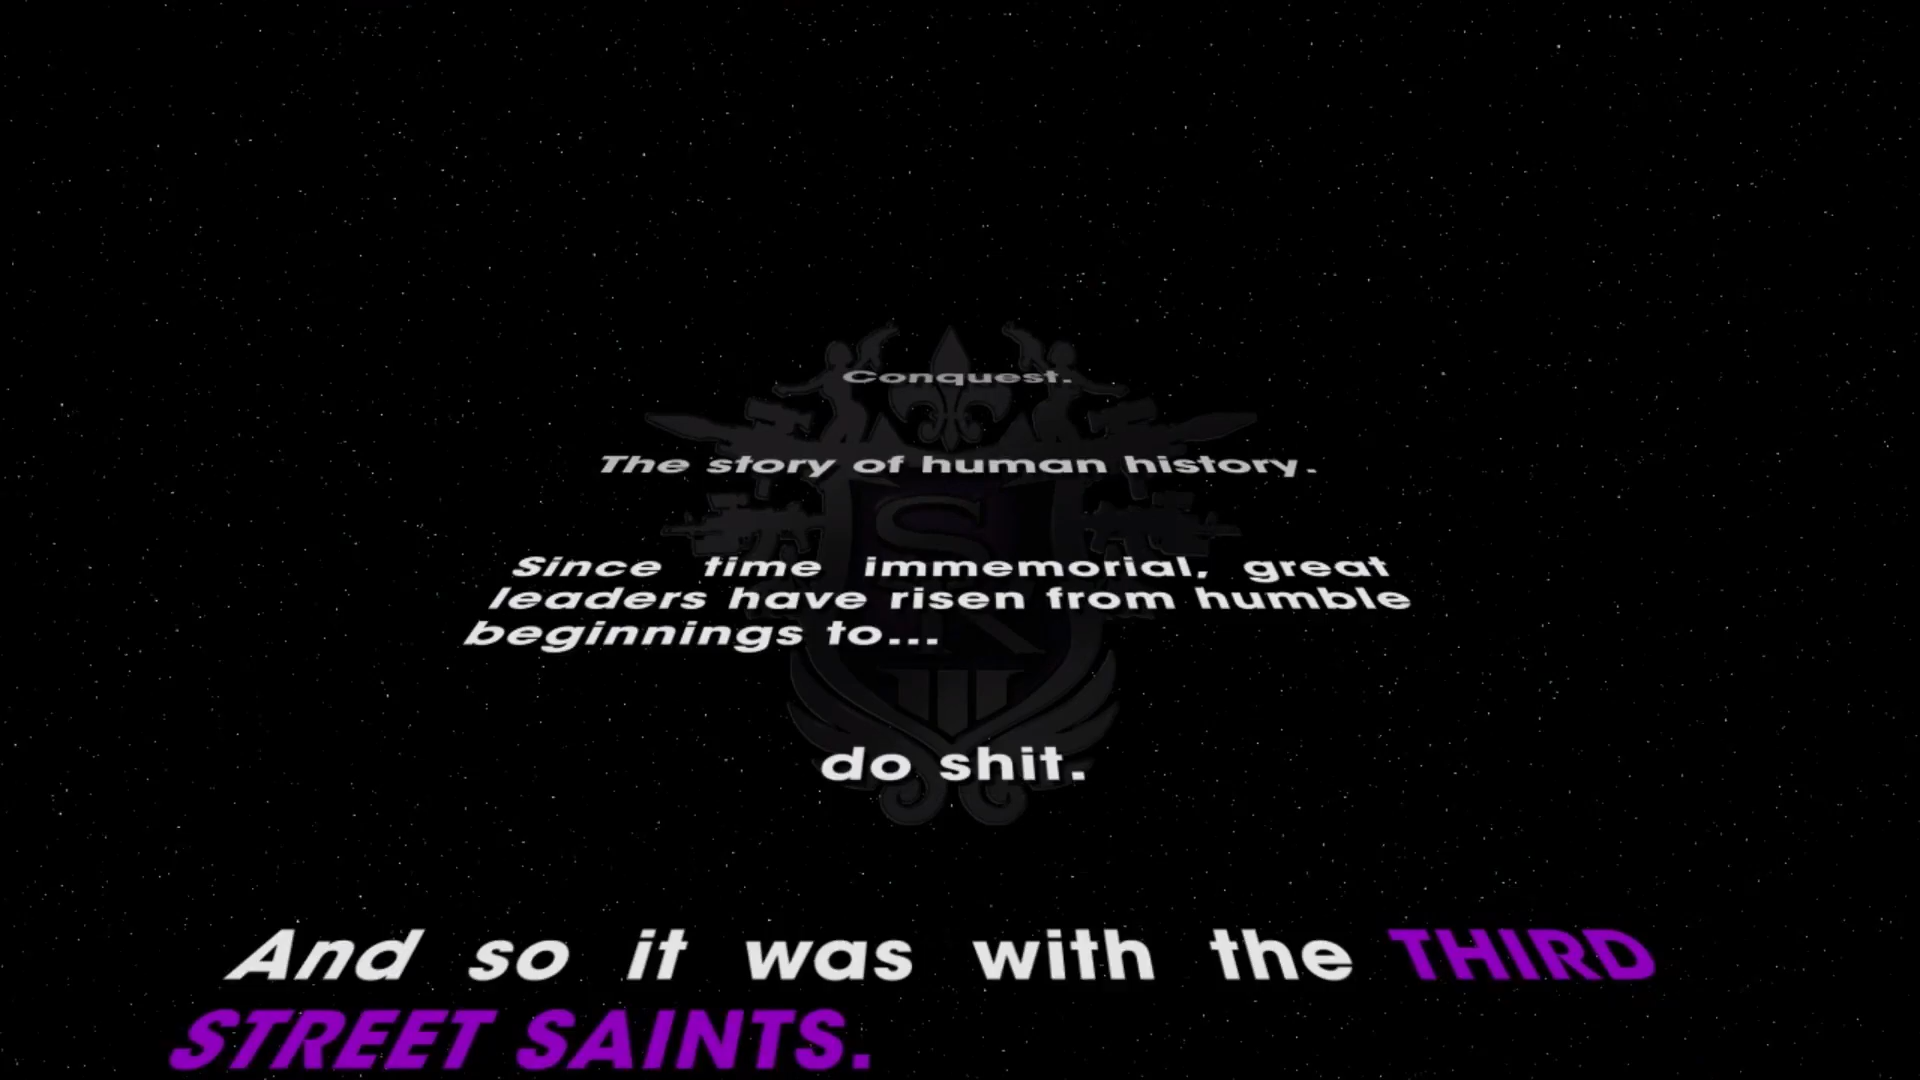 Conquest.
The story of human history.
Since time immemorial, great
leaders have risen from humble
beginnings to...
do shit.
And so it was with the THIRD
STREET SAINTS.